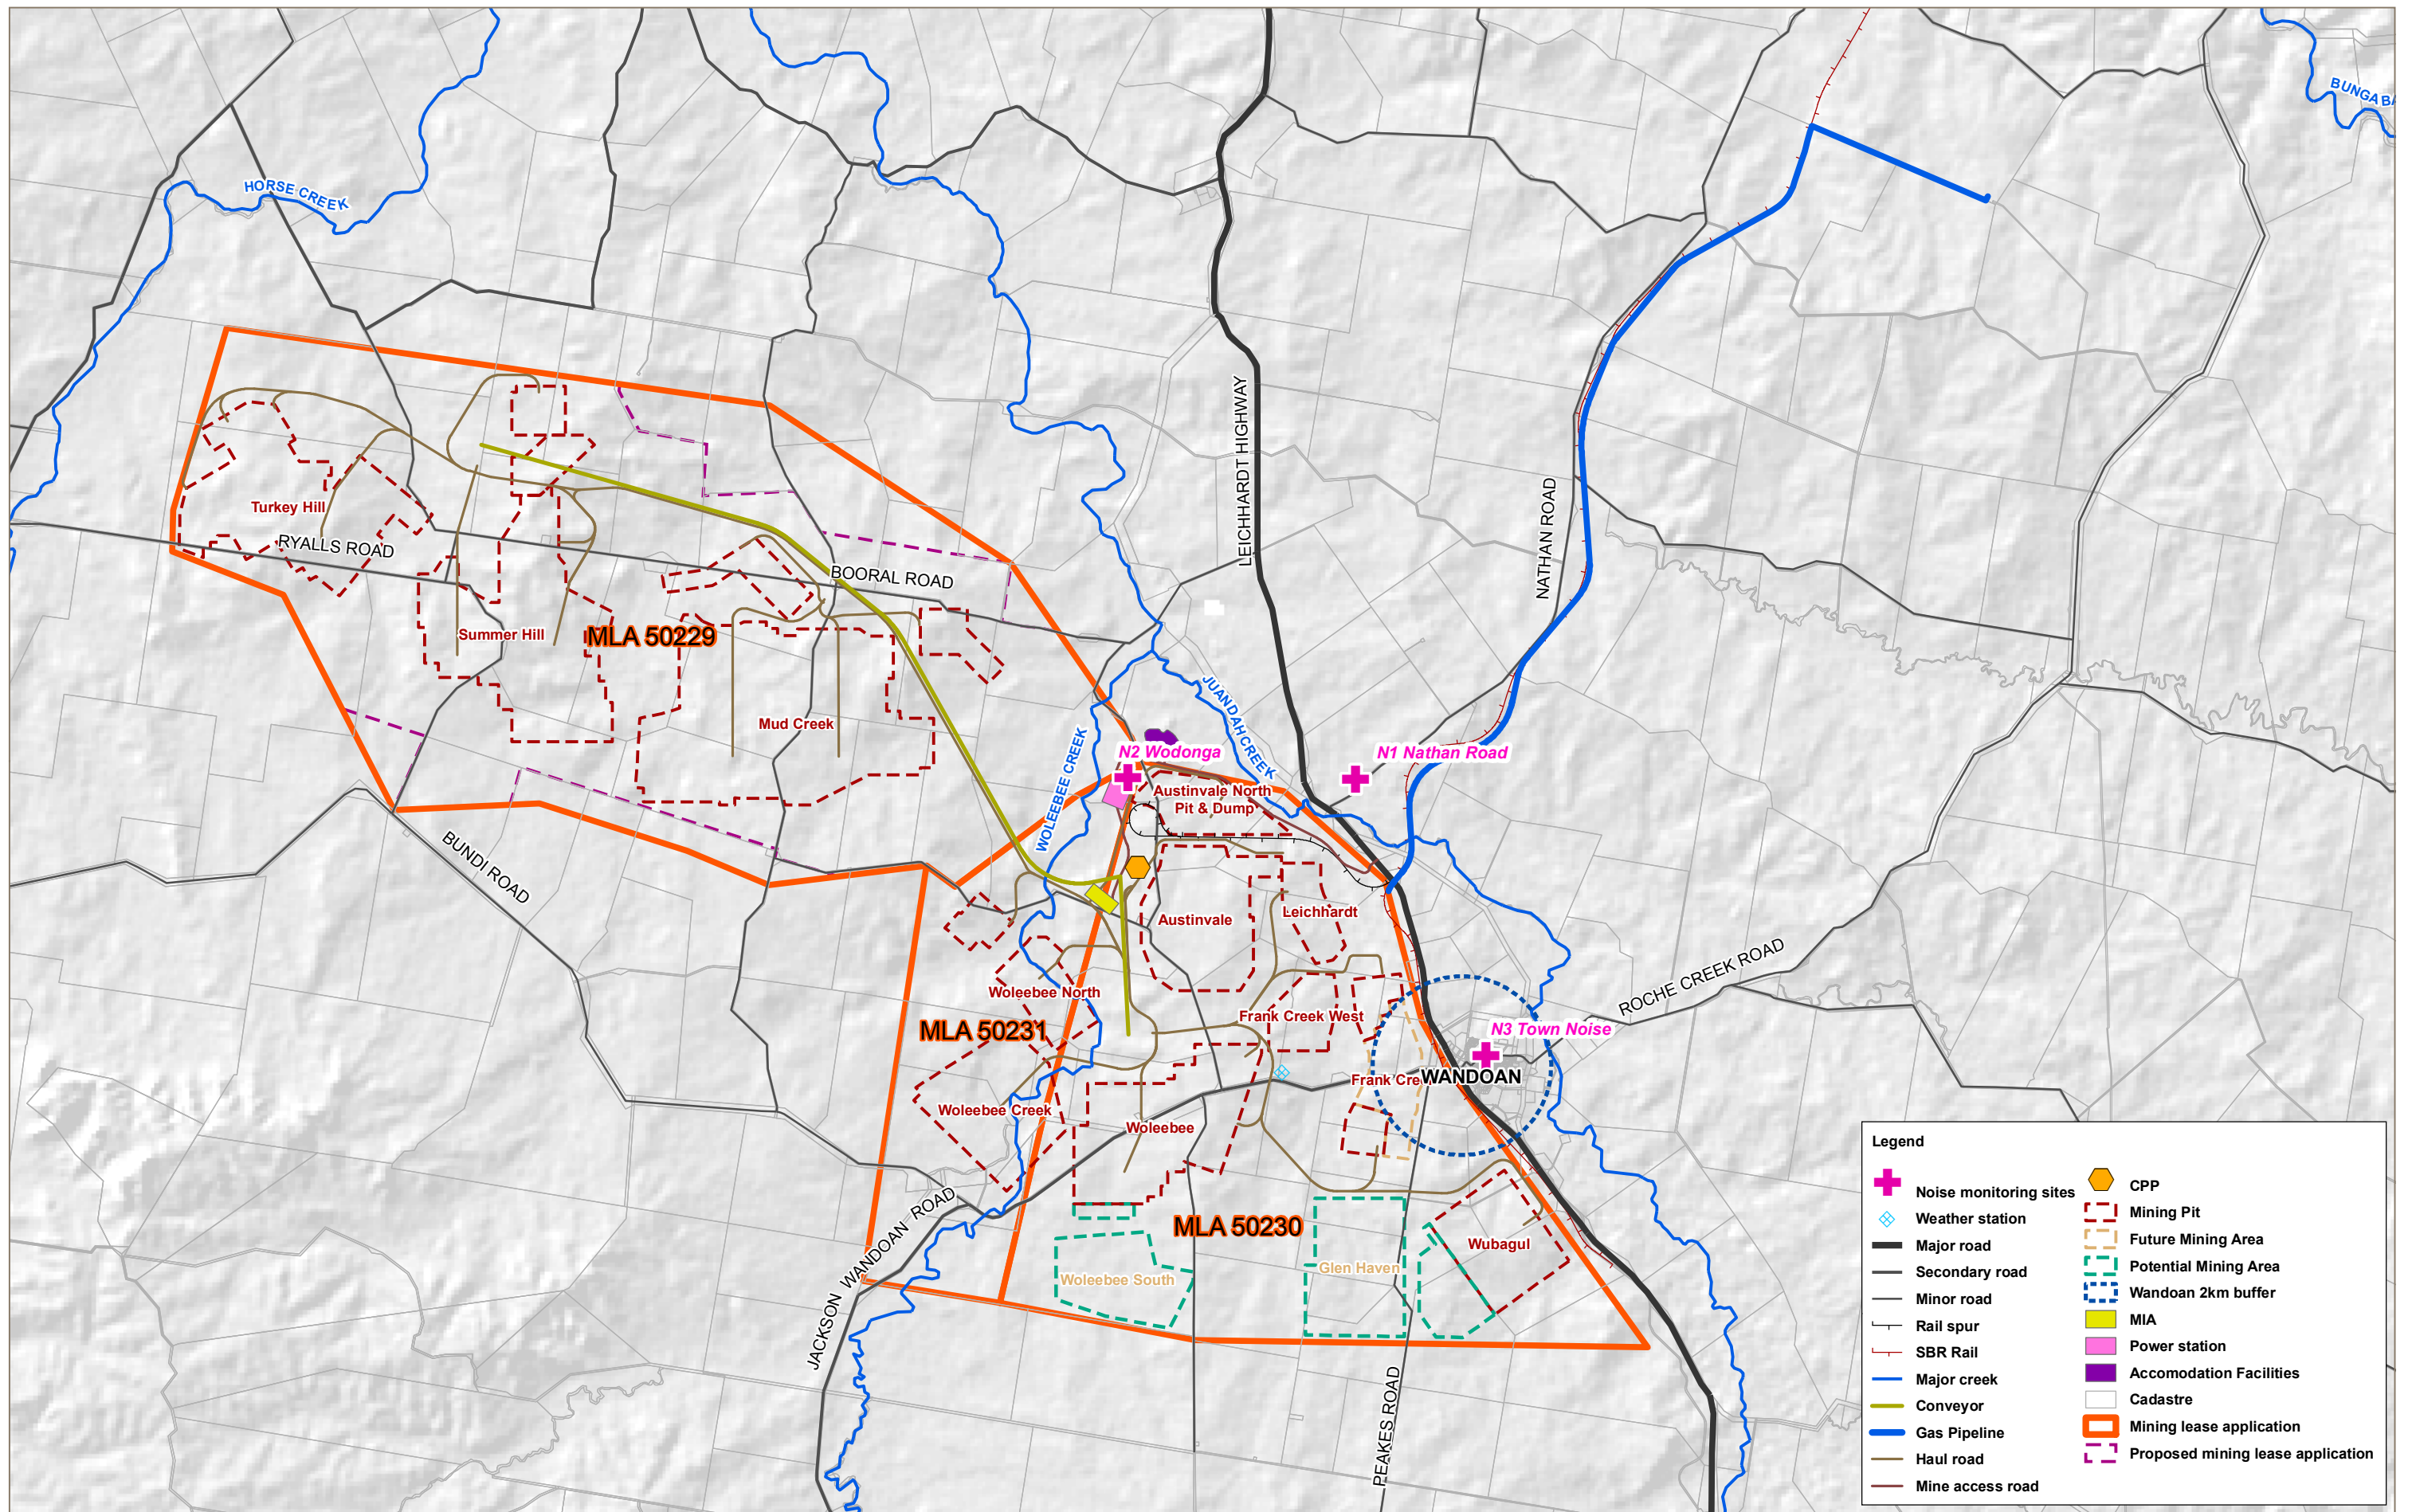 BUNGABA
HORSE CREEK
LEICHHARDT HIGHWAY
NATHAN ROAD
Turkey Hill
RYALLS ROAD
BOORAL ROAD
Summer Hill
MLA 50229
Mud Creek
JUANDAH CREEK
WOLEEBEE CREEK
N2 Wodonga
N1 Nathan Road
Austinvale North
Pit & Dump
BUNDI ROAD
Austinvale
Leichhardt
Woleebee North
ROCHE CREEK ROAD
Frank Creek West
MLA 50231
N3 Town Noise
Frank Cre
WANDOAN
Woleebee Creek
Woleebee
JACKSON WANDOAN ROAD
MLA 50230
Wubagul
Glen Haven
Woleebee South
PEAKES ROAD
Legend
Noise monitoring sites
Weather station
Major road
Secondary road
Minor road
Rail spur
SBR Rail
Major creek
Conveyor
Gas Pipeline
Haul road
Mine access road
CPP
Mining Pit
Future Mining Area
Potential Mining Area
Wandoan 2km buffer
MIA
Power station
Accomodation Facilities
Cadastre
Mining lease application
Proposed mining lease application